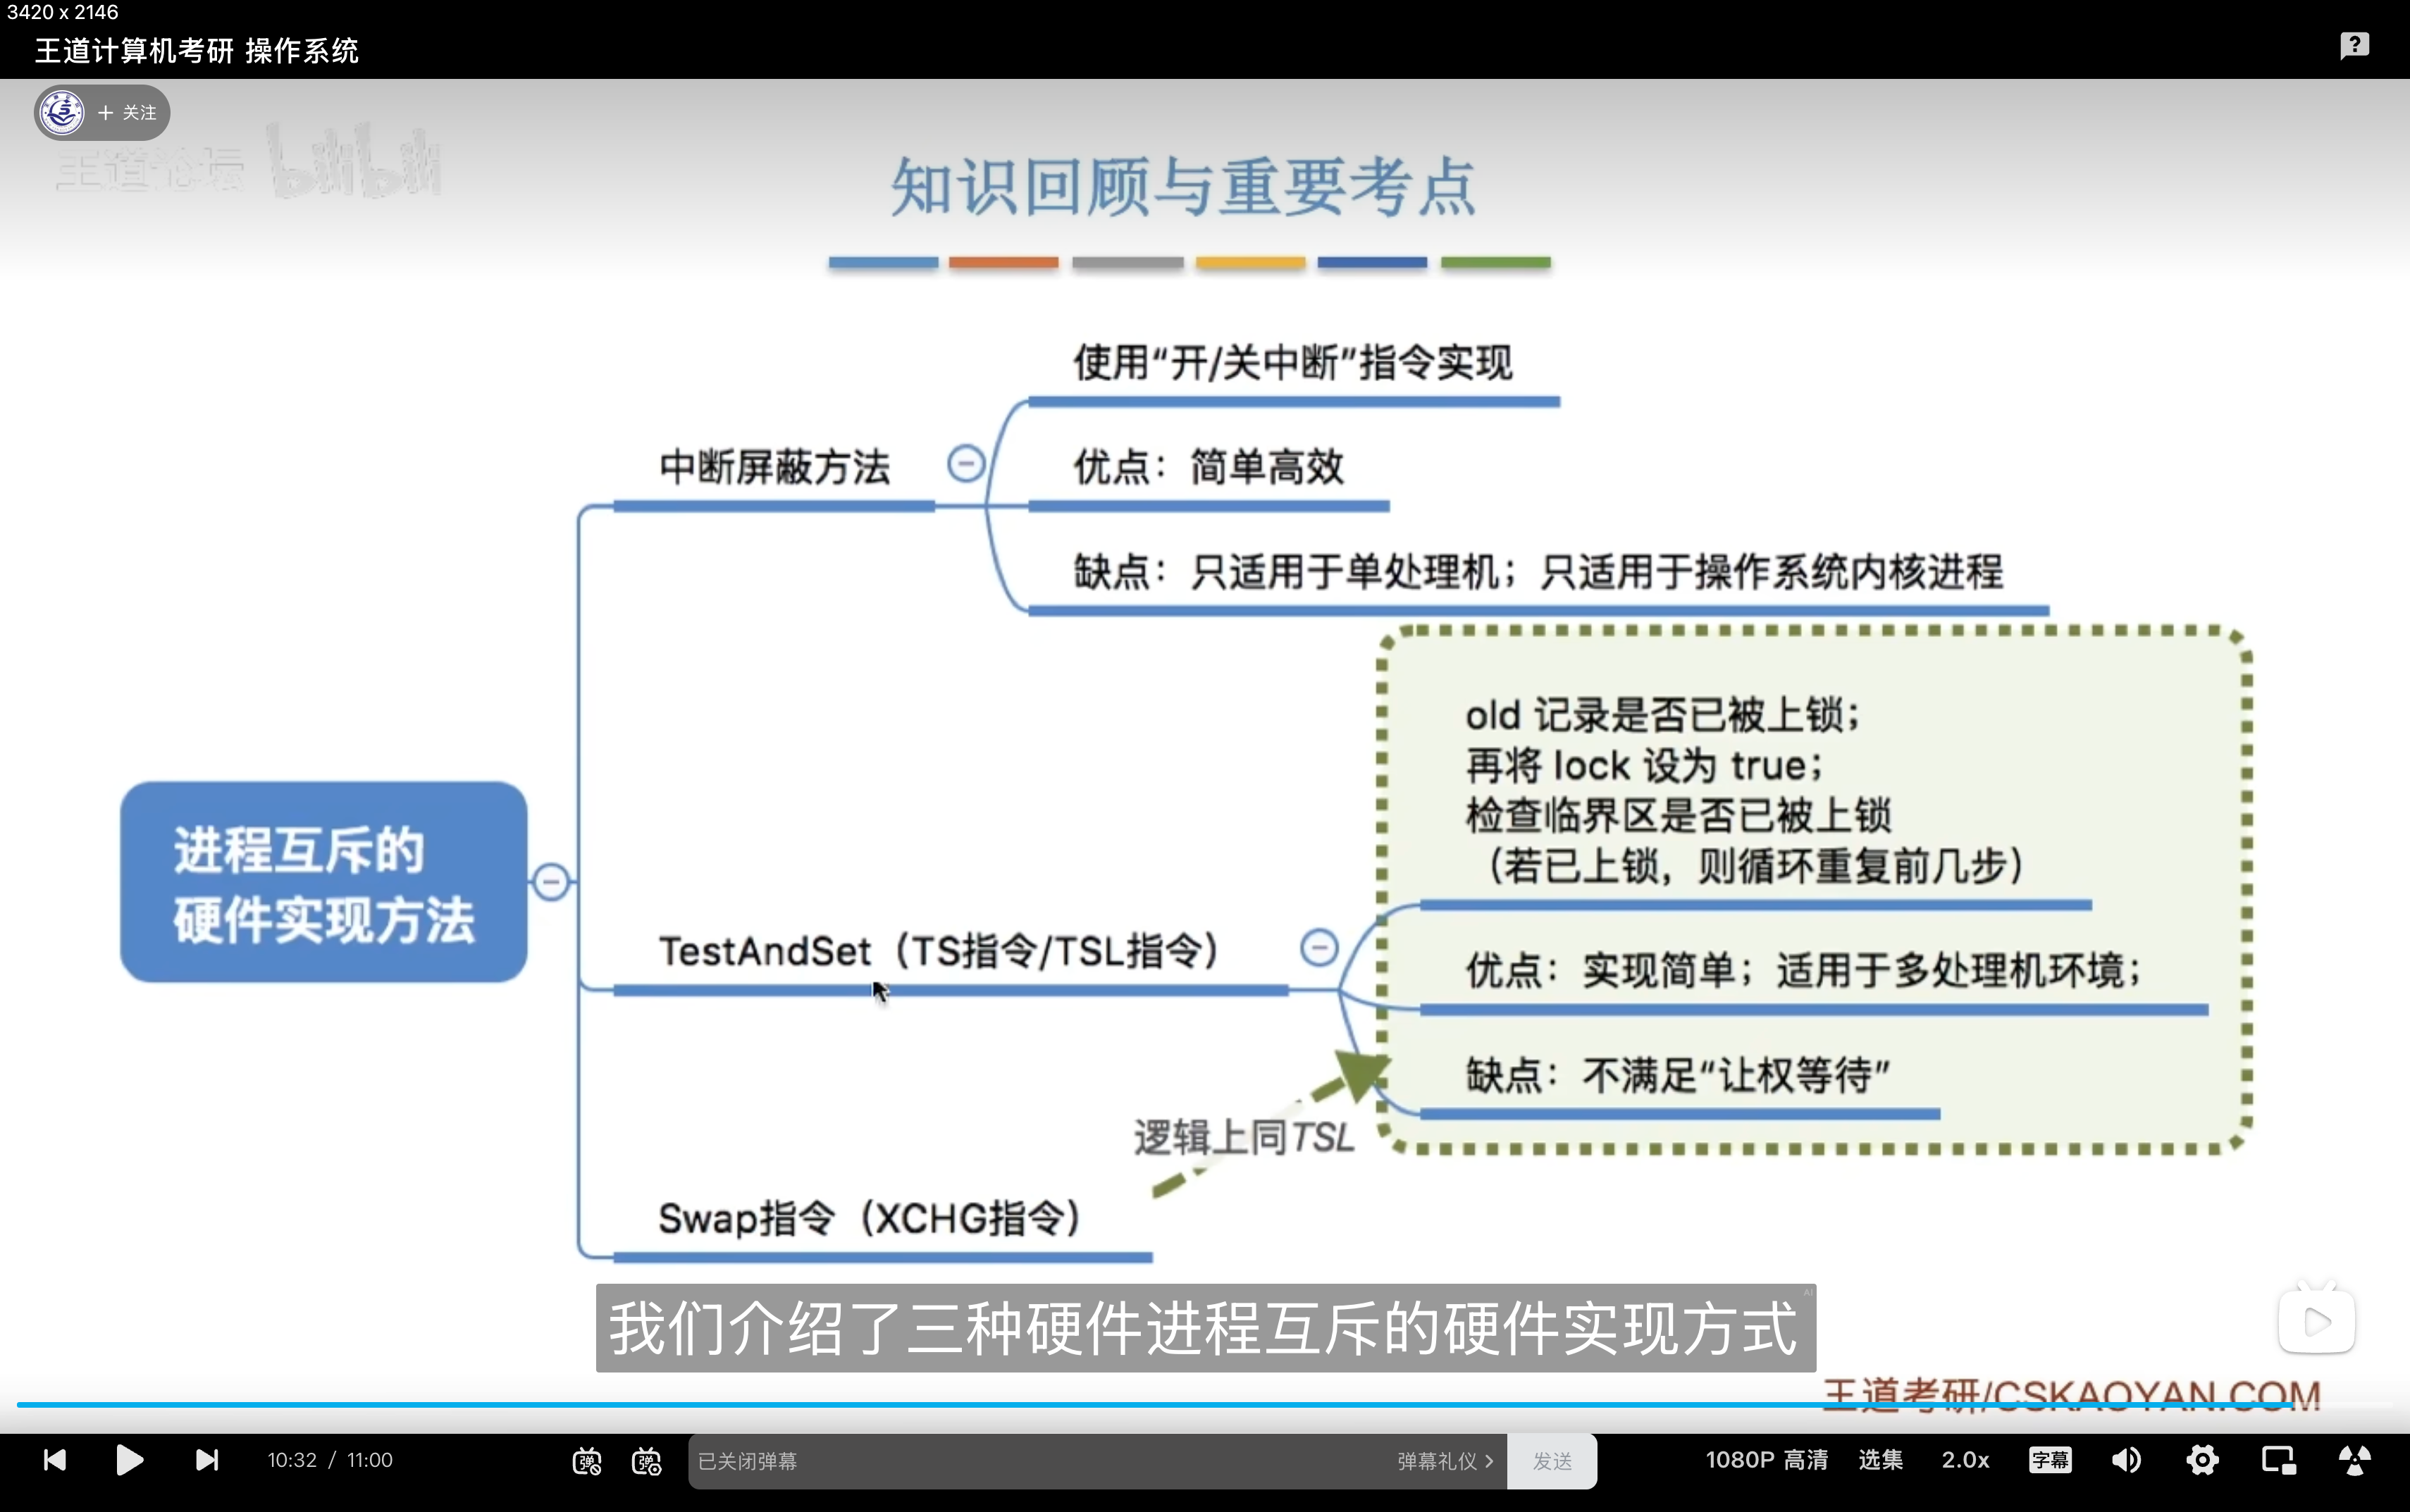 3420 x 2146
王道计算机考研 操作系统
+ 关注
王道论坛 bilibili
知识回顾与重要考点
使用“开/关中断”指令实现
中断屏蔽方法
优点：简单高效
缺点：只适用于单处理机；只适用于操作系统内核进程
进程互斥的
硬件实现方法
old 记录是否已被上锁；
再将 lock 设为 true；
检查临界区是否已被上锁
（若已上锁，则循环重复前几步）
TestAndSet（TS指令/TSL指令）
优点：实现简单；适用于多处理机环境；
缺点：不满足“让权等待”
逻辑上同TSL
Swap指令（XCHG指令）
AI
我们介绍了三种硬件进程互斥的硬件实现方式
王道考研/CSKAOYAN.COM
10:32 / 11:00
弹
弹
已关闭弹幕
弹幕礼仪 >
发送
1080P 高清
选集
2.0x
字幕